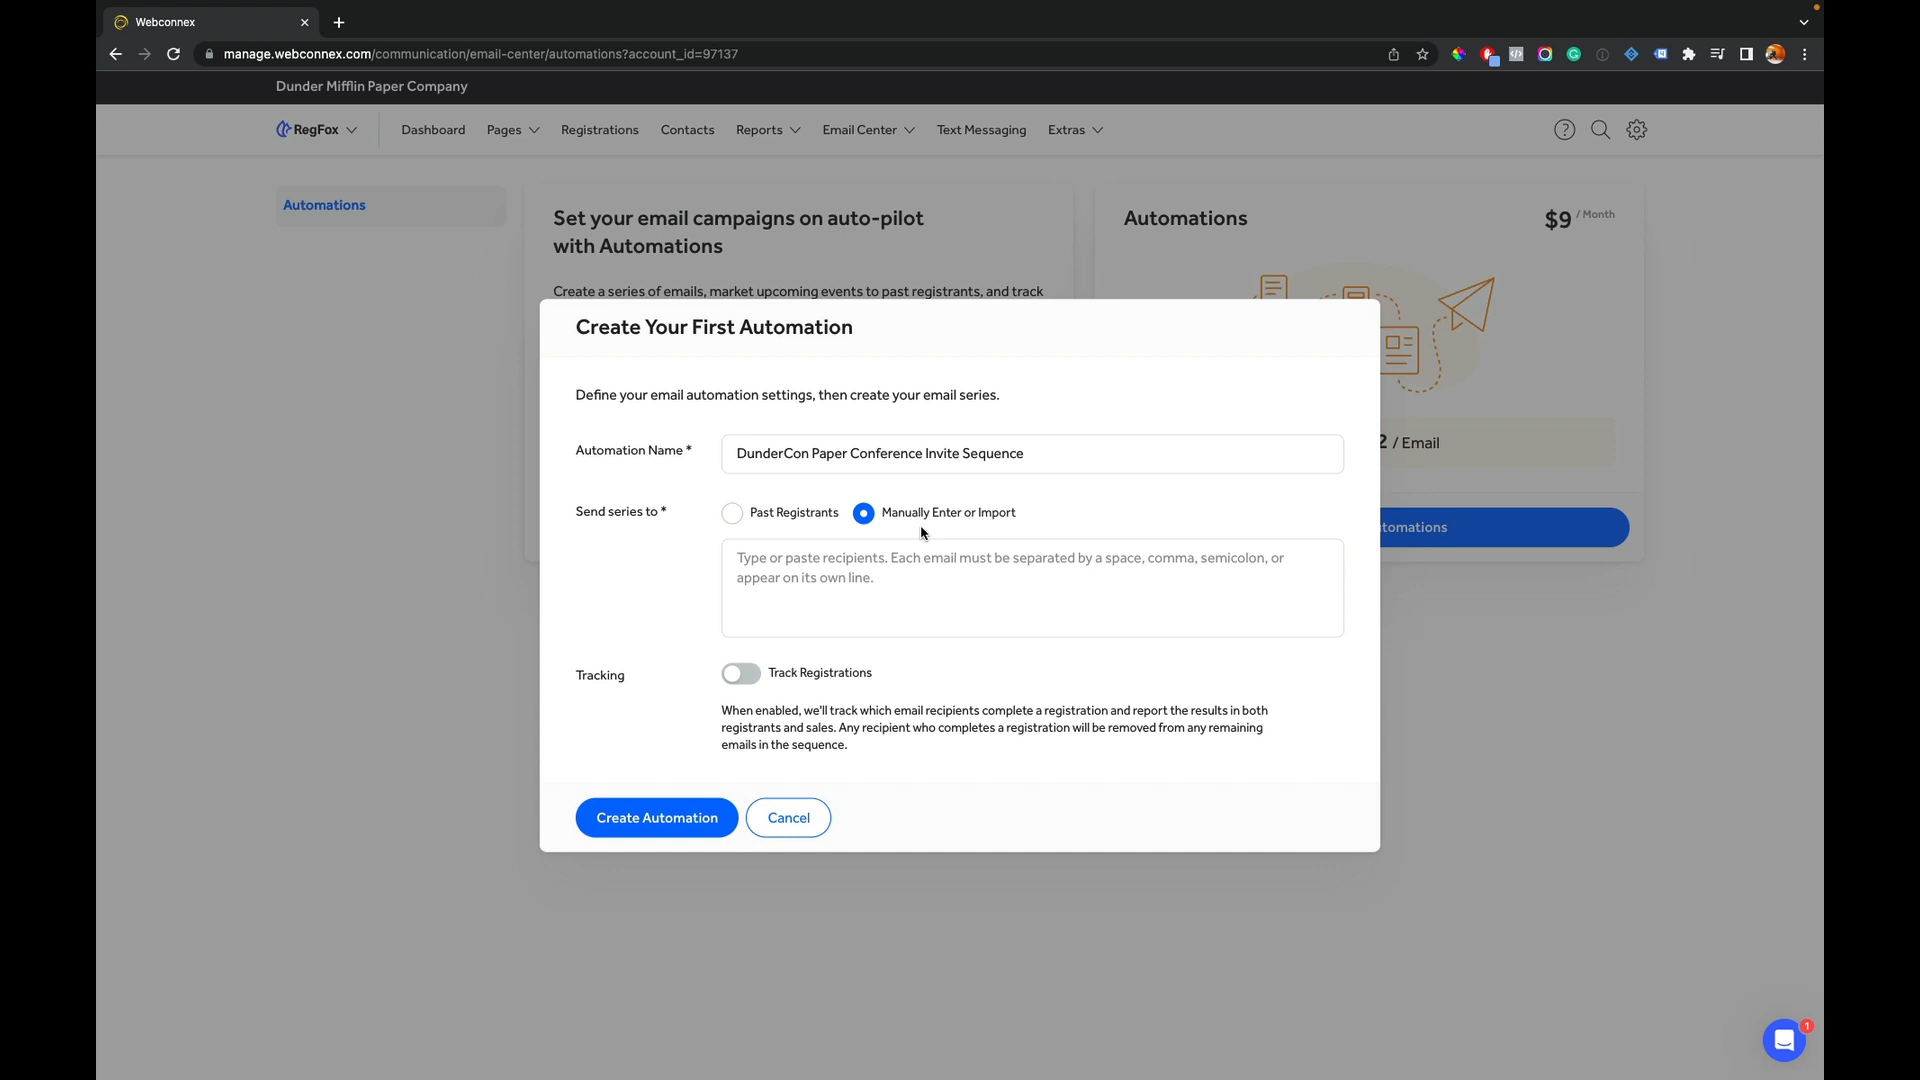 Webconnex
manage.webconnex.com/communication/email-center/automations?account_id=97137
Dunder Mifflin Paper Company
RegFox
Dashboard
Pages
Registrations
Contacts
Reports
Email Center
Text Messaging
Extras
Automations
Set your email campaigns on auto-pilot
with Automations
Create a series of emails, market upcoming events to past registrants, and track
Automations
$9 / Month
2 / Email
tomations
Create Your First Automation
Define your email automation settings, then create your email series.
Automation Name *
DunderCon Paper Conference Invite Sequence
Send series to *
Past Registrants
Manually Enter or Import
Type or paste recipients. Each email must be separated by a space, comma, semicolon, or
appear on its own line.
Tracking
Track Registrations
When enabled, we'll track which email recipients complete a registration and report the results in both
registrants and sales. Any recipient who completes a registration will be removed from any remaining
emails in the sequence.
Create Automation
Cancel
1